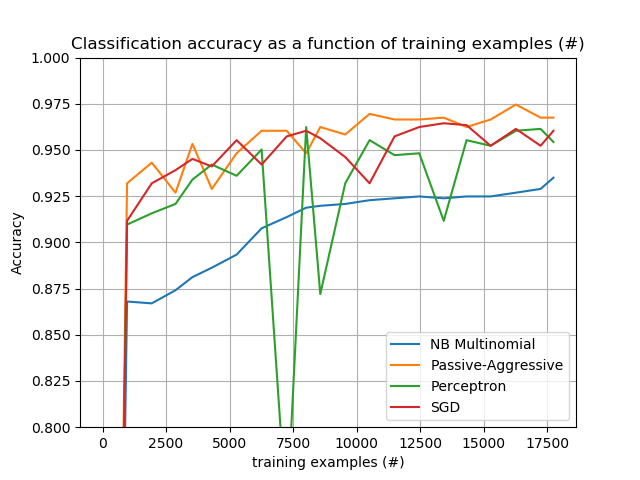 Classification accuracy as a function of training examples (#)
1.000
0.975
0.950
0.925
0.900
0.875
0.850
0.825
0.800
Accuracy
NB Multinomial
Passive-Aggressive
Perceptron
SGD
0 2500 5000 7500 10000 12500 15000 17500
training examples (#)